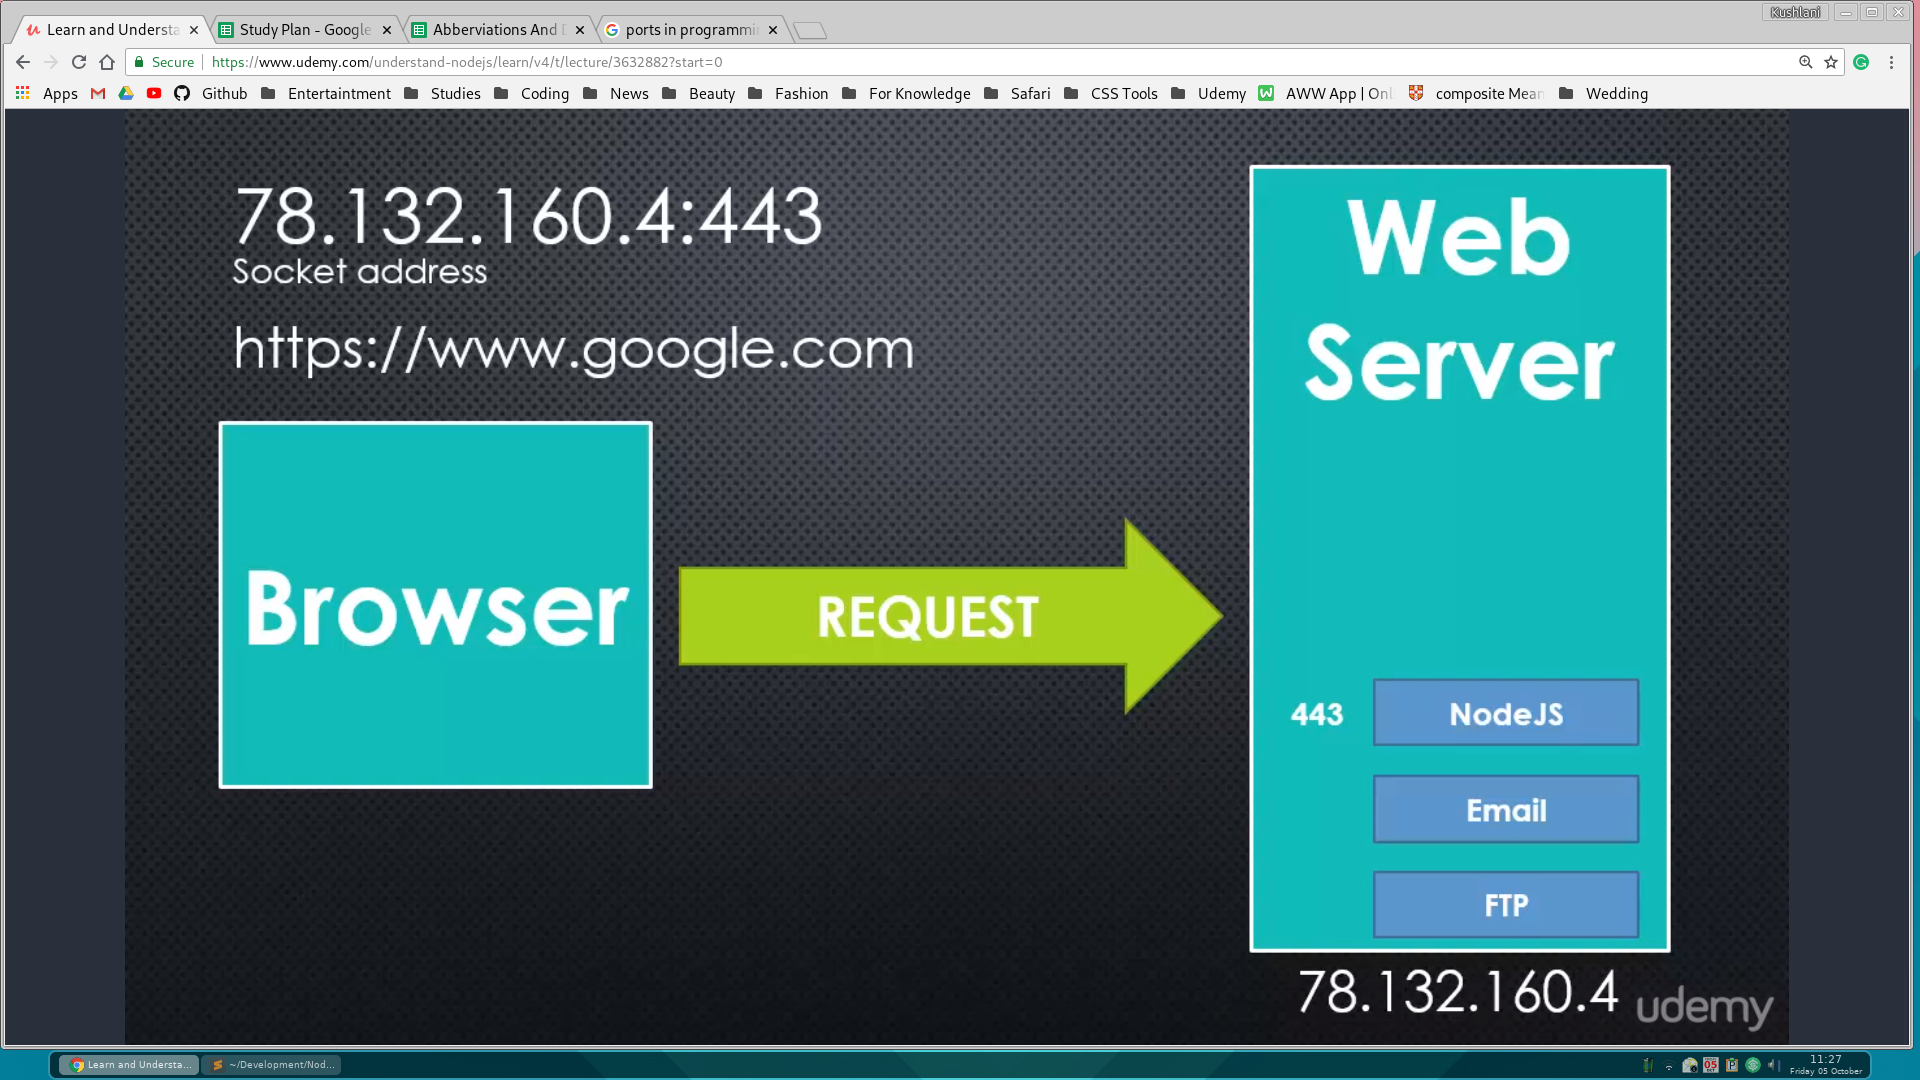 Kushlani
Learn and Understa
Study Plan - Google
Abberviations And D
ports in programmin
Secure
https://www.udemy.com/understand-nodejs/learn/v4/t/lecture/3632882?start=0
Apps
Github
Entertaintment
Studies
Coding
News
Beauty
Fashion
For Knowledge
Safari
CSS Tools
Udemy
AWW App | Onl
composite Mean
Wedding
78.132.160.4:443
Socket address
https://www.google.com
Browser
REQUEST
Web
Server
443
NodeJS
Email
FTP
78.132.160.4
udemy
Learn and Understa...
~/Development/Nod...
05
11:27
Friday 05 October